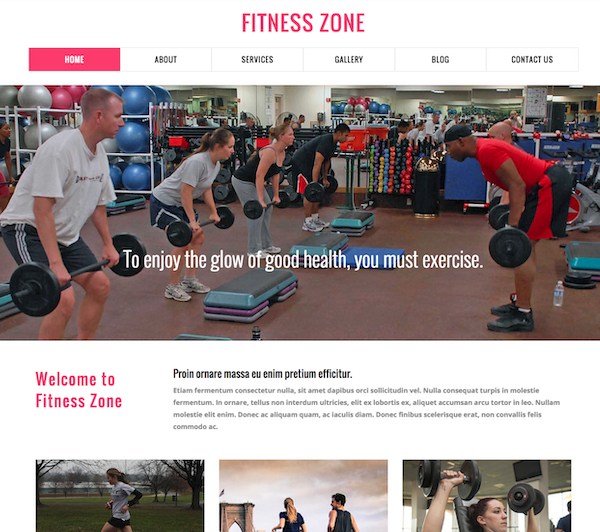 FITNESS ZONE
HOME ABOUT SERVICES GALLERY BLOG CONTACT US
To enjoy the glow of good health, you must exercise.
Welcome to
Fitness Zone
Proin ornare massa eu enim pretium efficitur.
Etiam fermentum consectetur nulla, sit amet dapibus orci sollicitudin vel. Nulla consequat turpis in molestie
fermentum. In ornare, tellus non interdum ultricies, elit ex lobortis ex, aliquet accumsan arcu tortor in leo. Nullam
molestie elit enim. Donec ac aliquam quam, ac iaculis diam. Donec finibus scelerisque erat, non convallis felis
commodo ac.